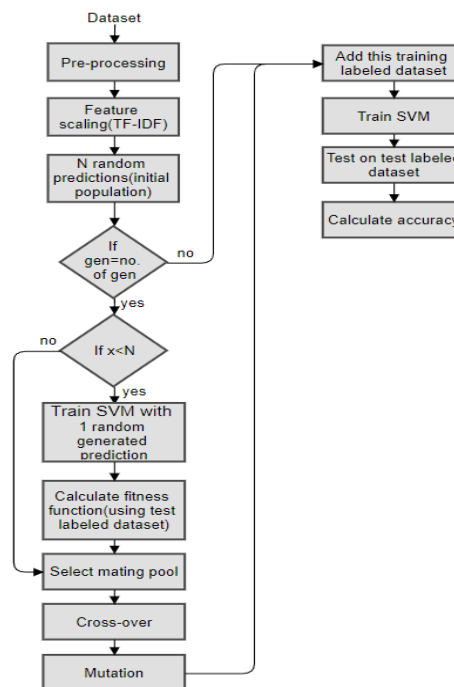 Dataset
Pre-processing
Feature
scaling(TF-IDF)
N random
predictions(initial
population)
If
gen=no.
of gen
no
yes
If x<N
no
yes
Train SVM with
1 random
generated
prediction
Calculate fitness
function(using test
labeled dataset)
Select mating pool
Cross-over
Mutation
Add this training
labeled dataset
Train SVM
Test on test labeled
dataset
Calculate accuracy